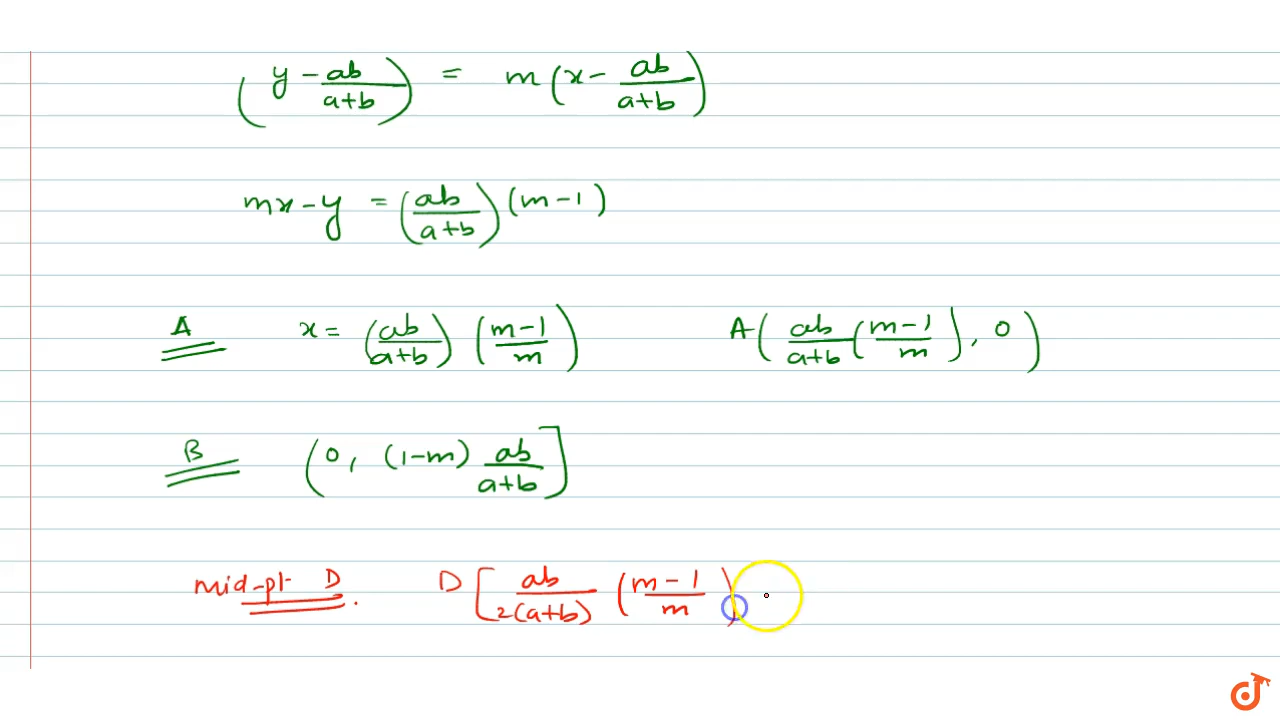 (y - ab/a+b) = m(x - ab/a+b)
mx - y = (ab/a+b)(m-1)
A x = (ab/a+b)(m-1/m) A(ab/a+b(m-1/m), 0)
B (0, (1-m) ab/a+b]
mid-pt D. D[ab/2(a+b) (m-1/m)